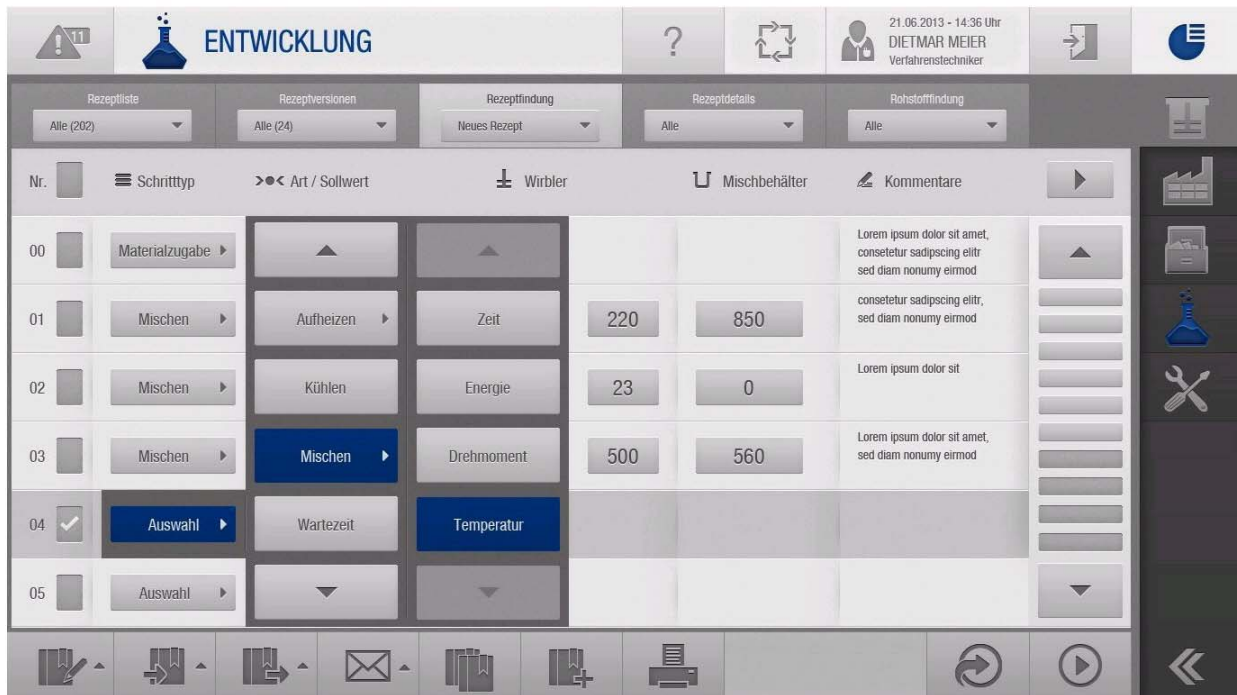 11
ENTWICKLUNG
?
21.06.2013 - 14:36 Uhr
DIETMAR MEIER
Verfahrenstechniker
Rezeptliste
Alle (202)
Rezeptversionen
Alle (24)
Rezeptfindung
Neues Rezept
Rezeptdetails
Alle
Rohstofffindung
Alle
Nr. Schritttyp Art / Sollwert Wirbler Mischbehälter Kommentare
00 Materialzugabe
Lorem ipsum dolor sit amet,
consetetur sadipscing elitr
sed diam nonumy eirmod
01 Mischen Aufheizen Zeit 220 850
consetetur sadipscing elitr,
sed diam nonumy eirmod
02 Mischen Kühlen Energie 23 0
Lorem ipsum dolor sit
03 Mischen Mischen Drehmoment 500 560
Lorem ipsum dolor sit amet,
sed diam nonumy eirmod
04 Auswahl Wartezeit Temperatur
05 Auswahl